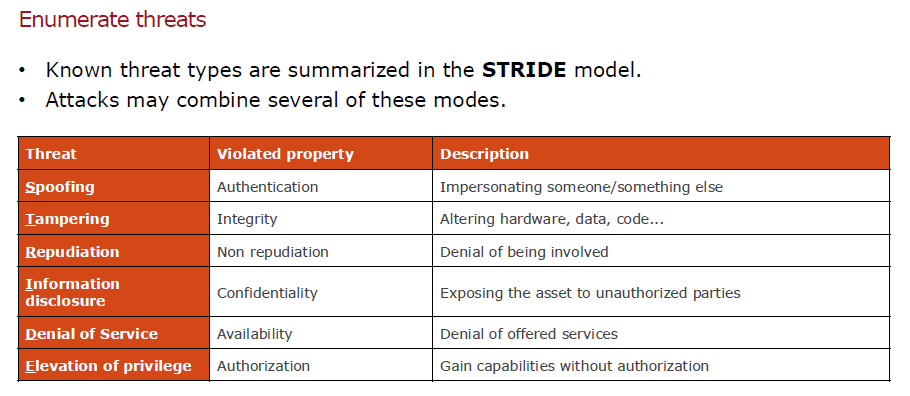 Enumerate threats
• Known threat types are summarized in the STRIDE model.
• Attacks may combine several of these modes.
Threat Violated property Description
Spoofing Authentication Impersonating someone/something else
Tampering Integrity Altering hardware, data, code...
Repudiation Non repudiation Denial of being involved
Information
disclosure Confidentiality Exposing the asset to unauthorized parties
Denial of Service Availability Denial of offered services
Elevation of privilege Authorization Gain capabilities without authorization